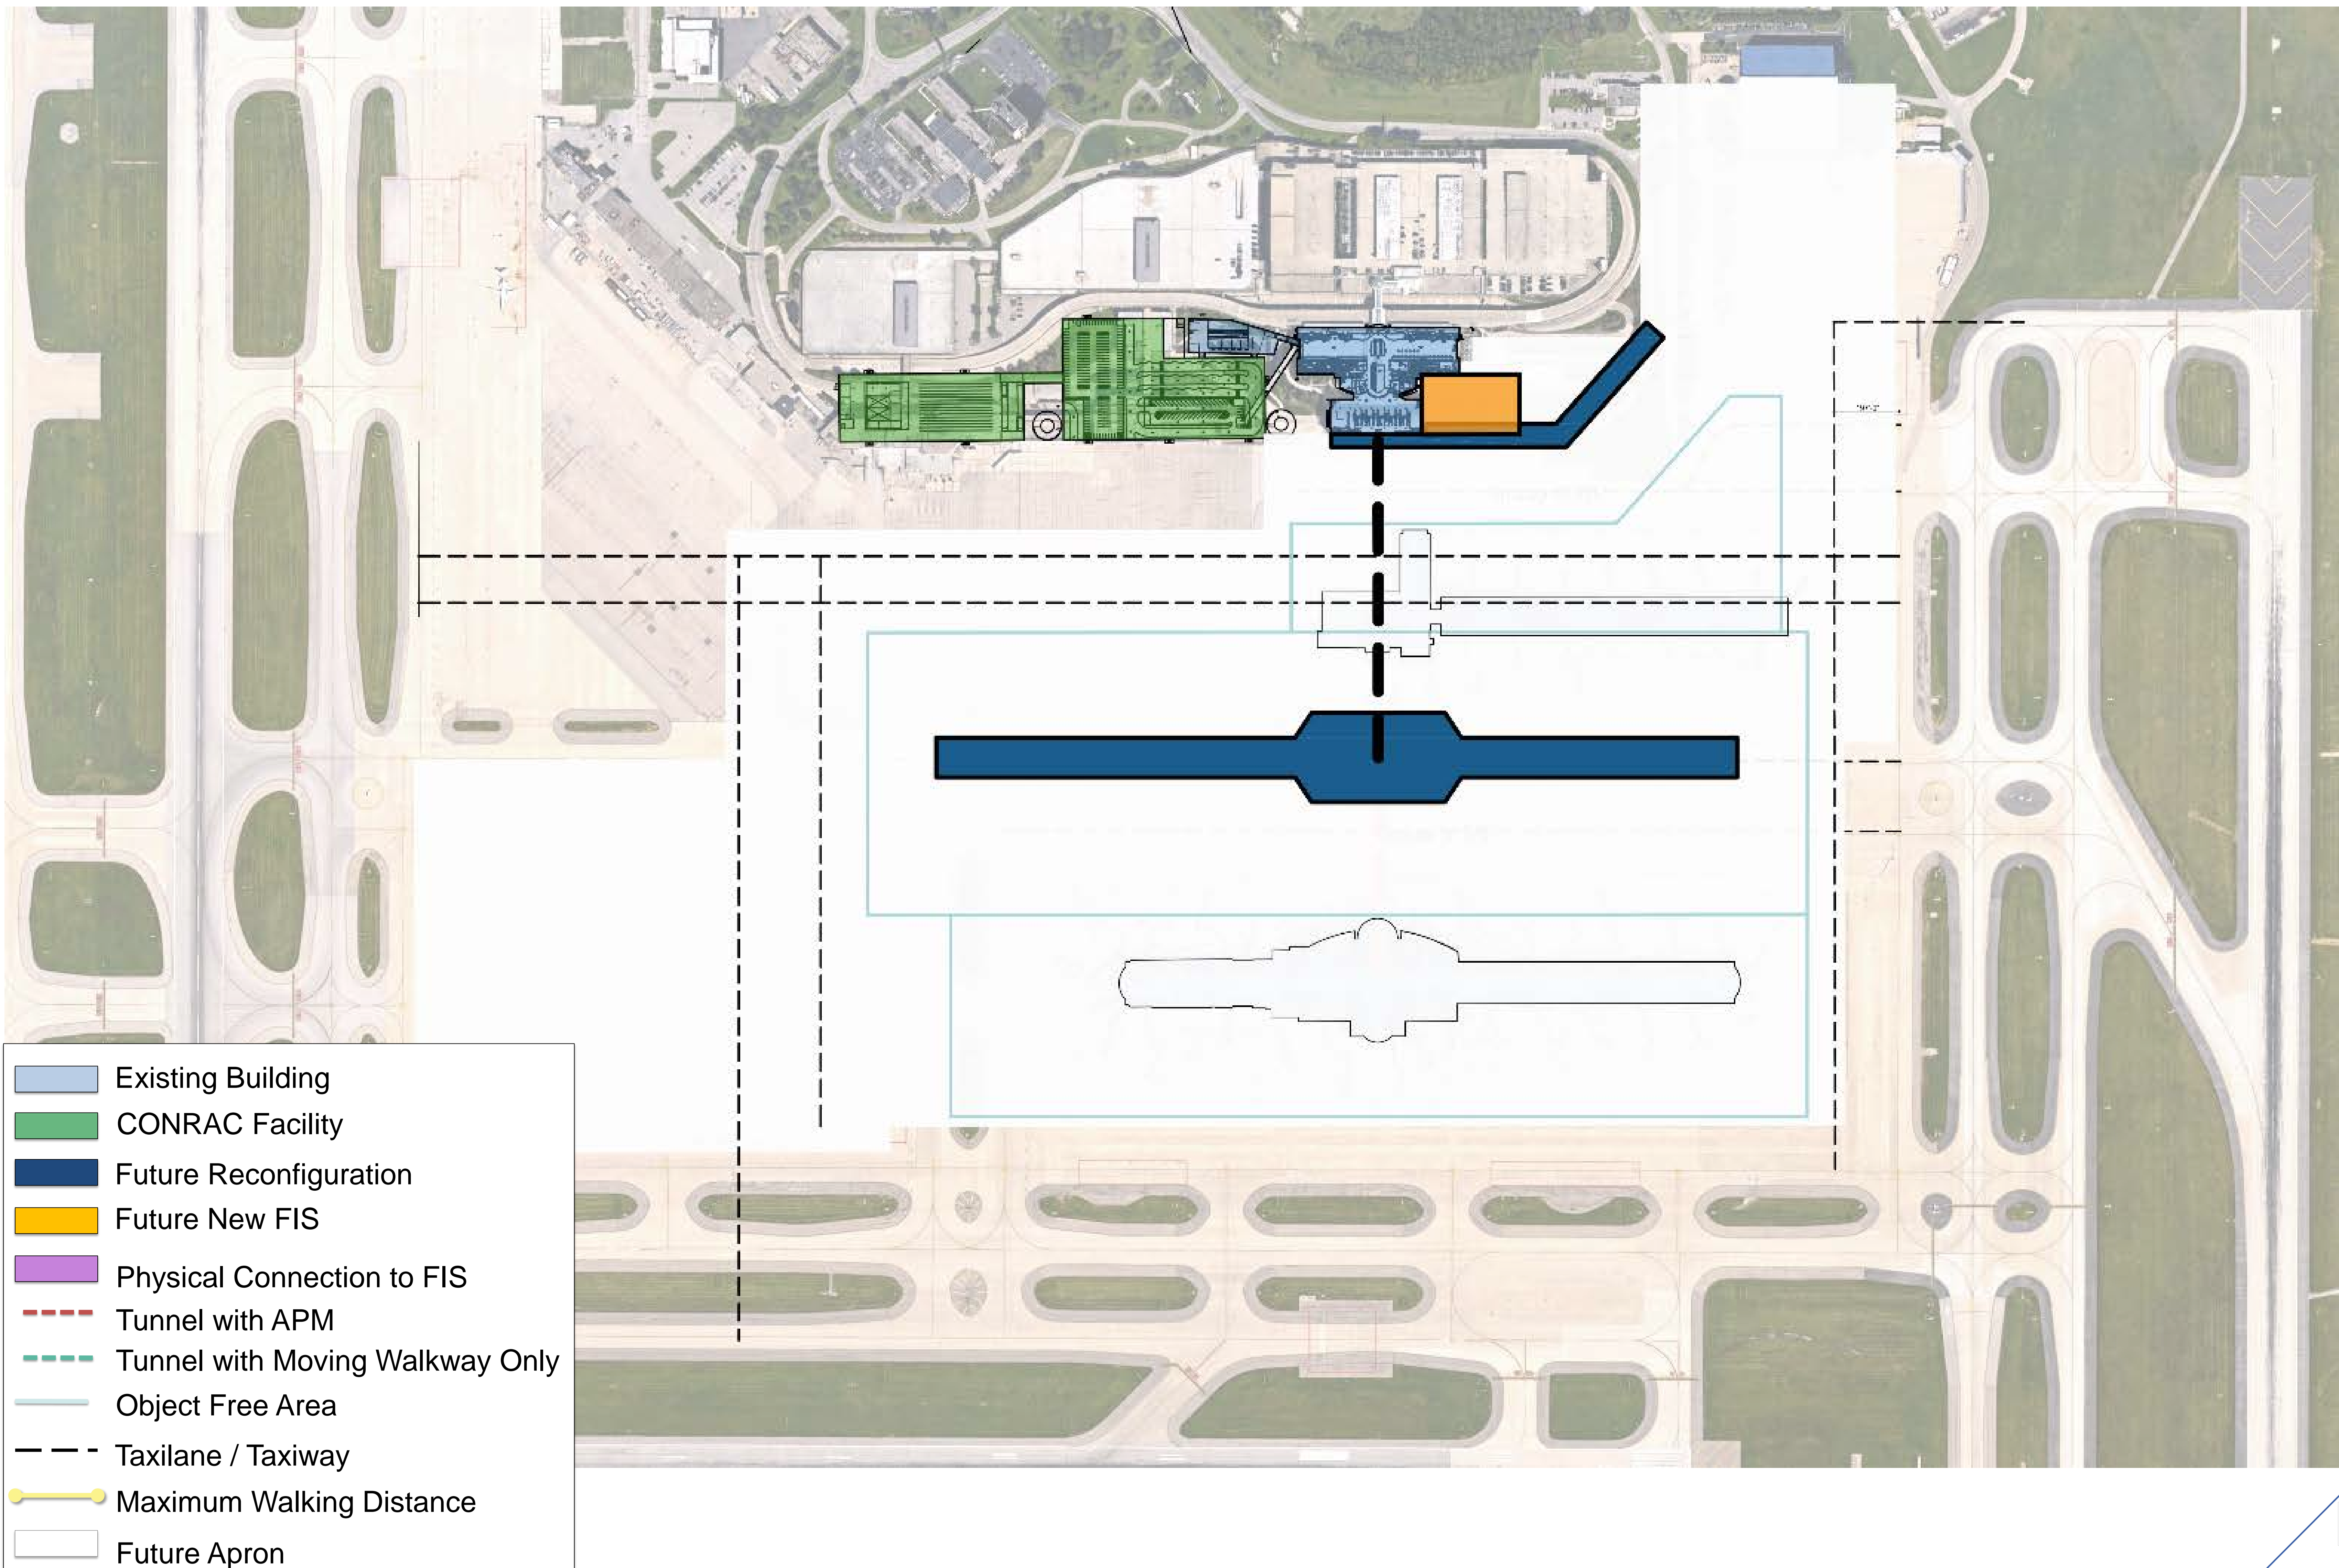 Existing Building
CONRAC Facility
Future Reconfiguration
Future New FIS
Physical Connection to FIS
Tunnel with APM
Tunnel with Moving Walkway Only
Object Free Area
Taxilane / Taxiway
Maximum Walking Distance
Future Apron